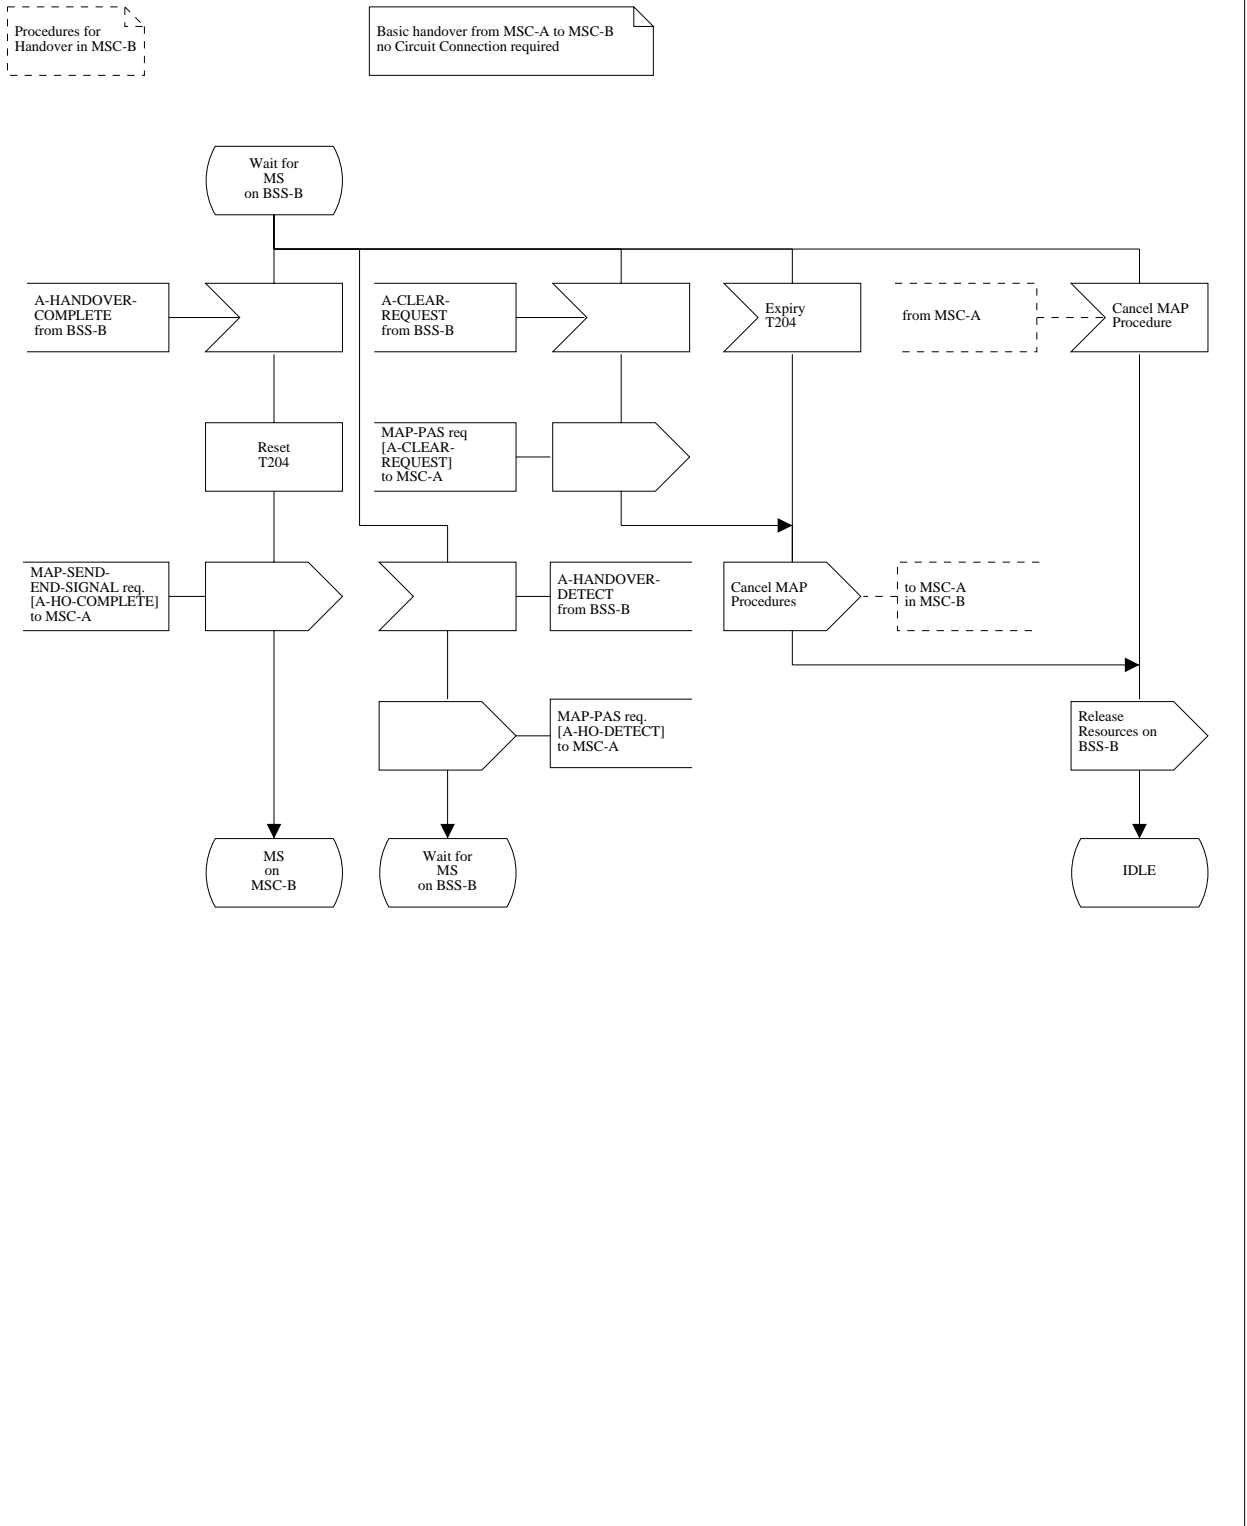 Procedures for
Handover in MSC-B
Basic handover from MSC-A to MSC-B
no Circuit Connection required
Wait for
MS
on BSS-B
A-HANDOVER-
COMPLETE
from BSS-B
A-CLEAR-
REQUEST
from BSS-B
Expiry
T204
from MSC-A
Cancel MAP
Procedure
Reset
T204
MAP-PAS req
[A-CLEAR-
REQUEST]
to MSC-A
MAP-SEND-
END-SIGNAL req.
[A-HO-COMPLETE]
to MSC-A
A-HANDOVER-
DETECT
from BSS-B
Cancel MAP
Procedures
to MSC-A
in MSC-B
MAP-PAS req.
[A-HO-DETECT]
to MSC-A
Release
Resources on
BSS-B
MS
on
MSC-B
Wait for
MS
on BSS-B
IDLE